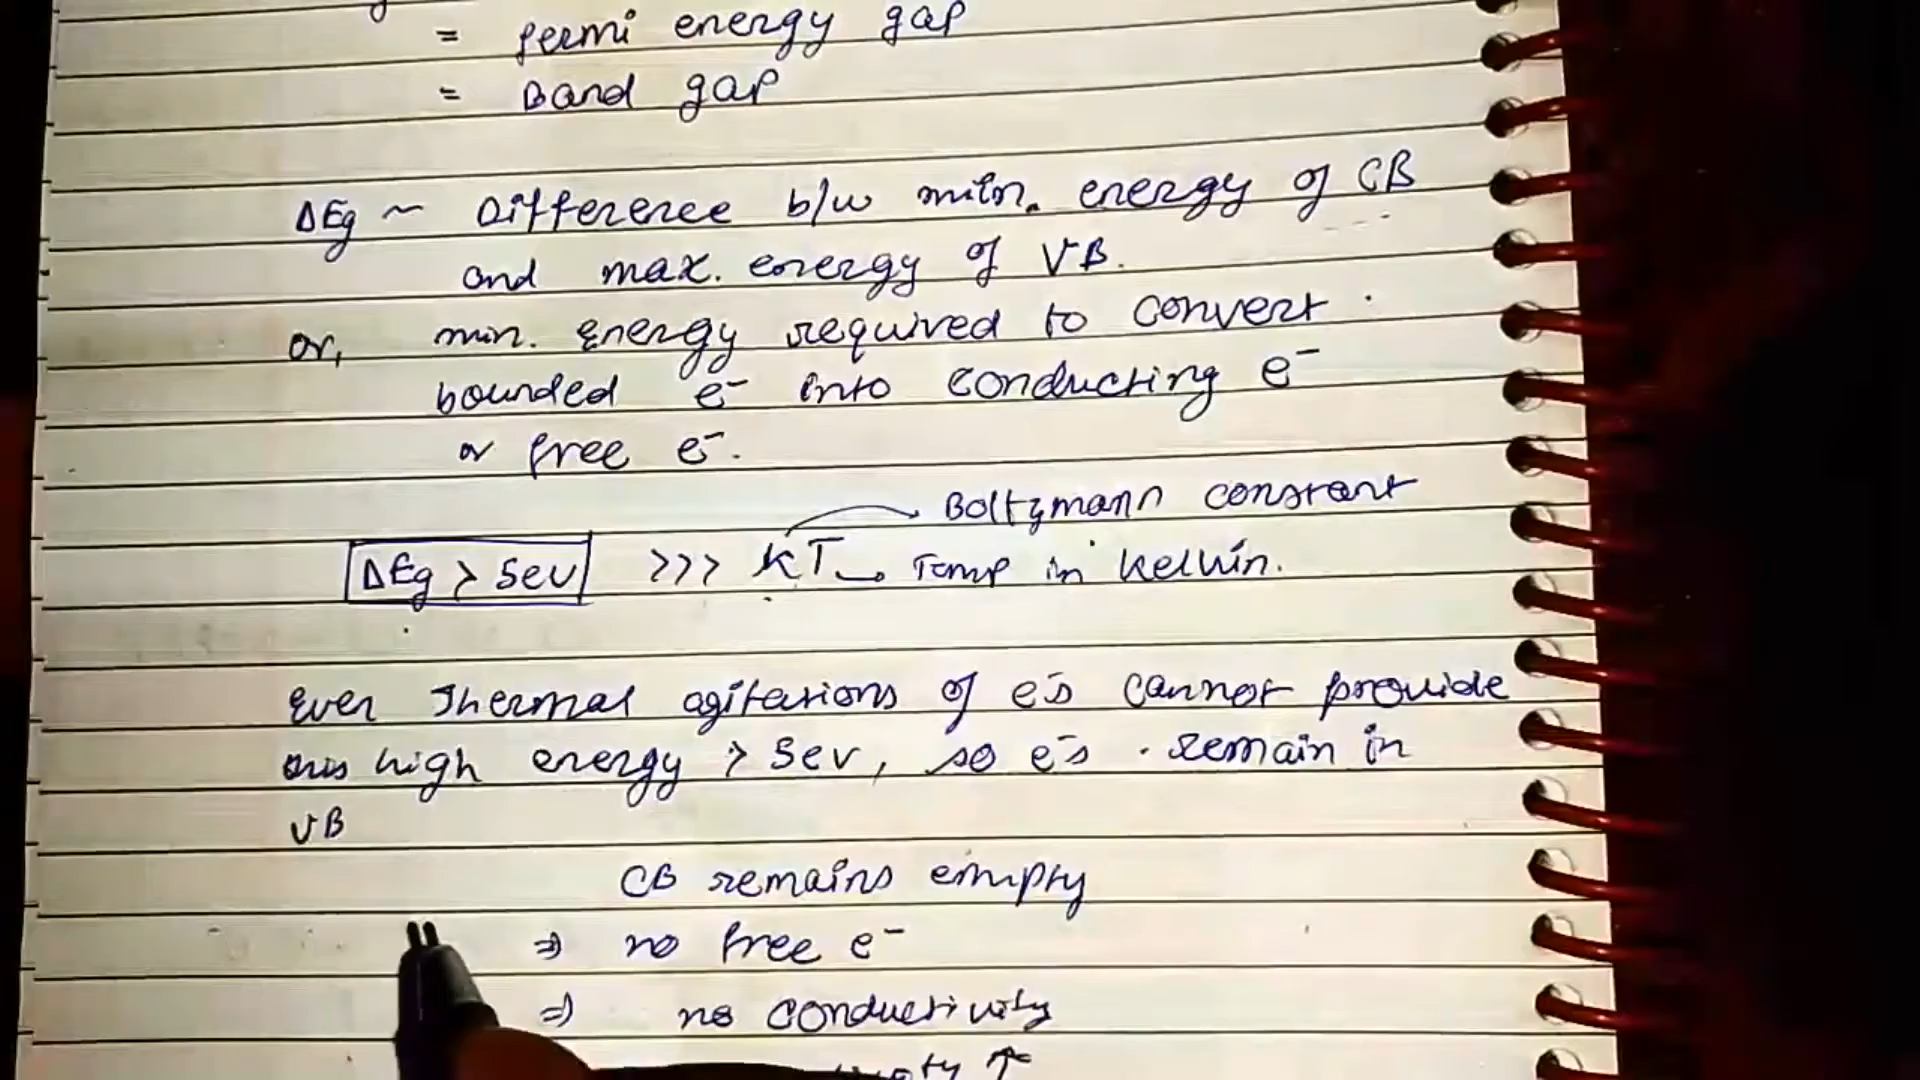 = fermi energy gap
= Band gap
ΔEg ~ Difference b/w min. energy of CB
and max. energy of VB.
or, min. Energy required to convert
bounded e⁻ into conducting e⁻
or free e⁻.
Boltzmann constant
ΔEg > 5eV >>> KT → Temp in Kelvin.
Even Thermal agitations of e⁻s cannot provide
this high energy > 5ev, so e⁻s remain in
VB
CB remains empty
⇒ no free e⁻
⇒ no conductivity